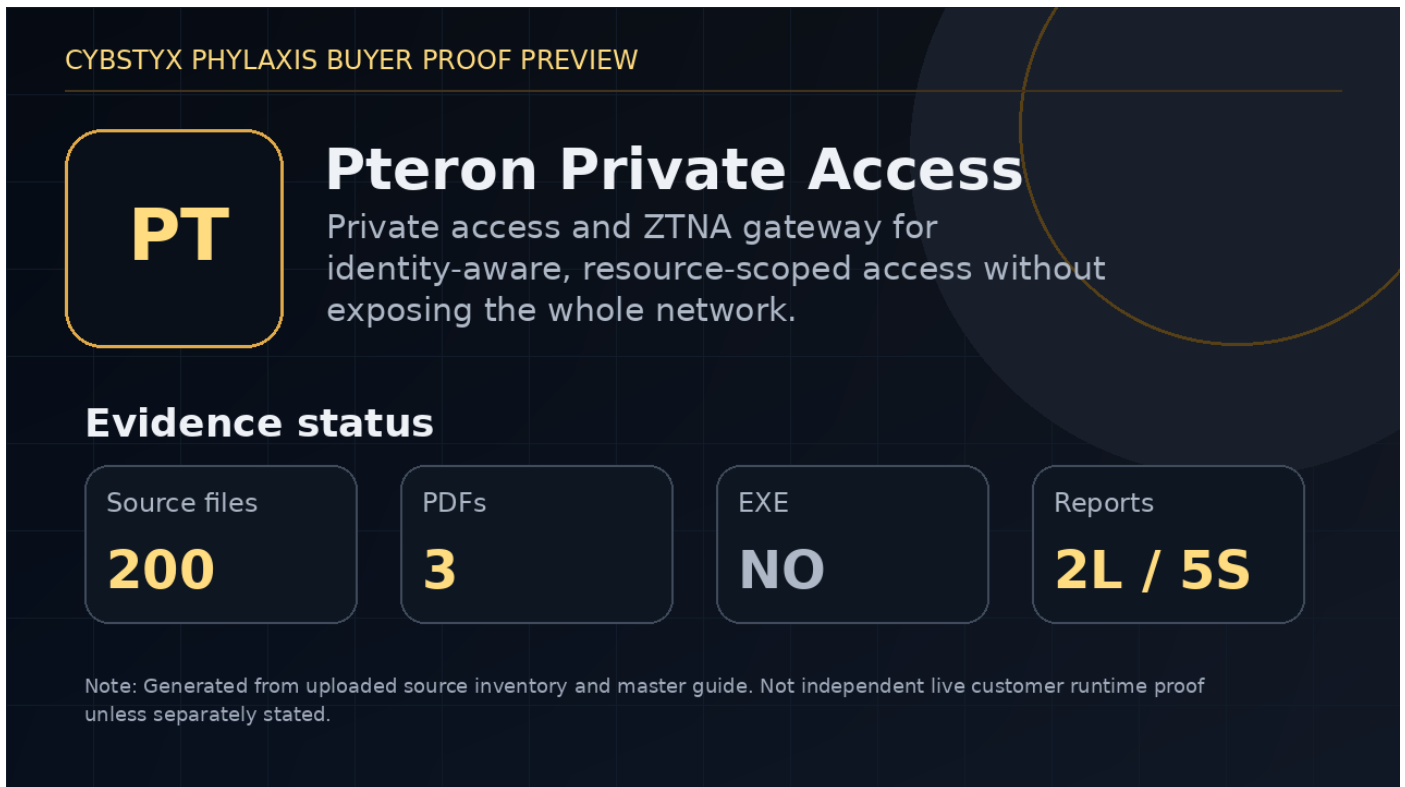 CYBSTYX PHYLAXIS BUYER PROOF PREVIEW
PT
Pteron Private Access
Private access and ZTNA gateway for
identity-aware, resource-scoped access without
exposing the whole network.
Evidence status
Source files
200
PDFs
3
EXE
NO
Reports
2L / 5S
Note: Generated from uploaded source inventory and master guide. Not independent live customer runtime proof
unless separately stated.